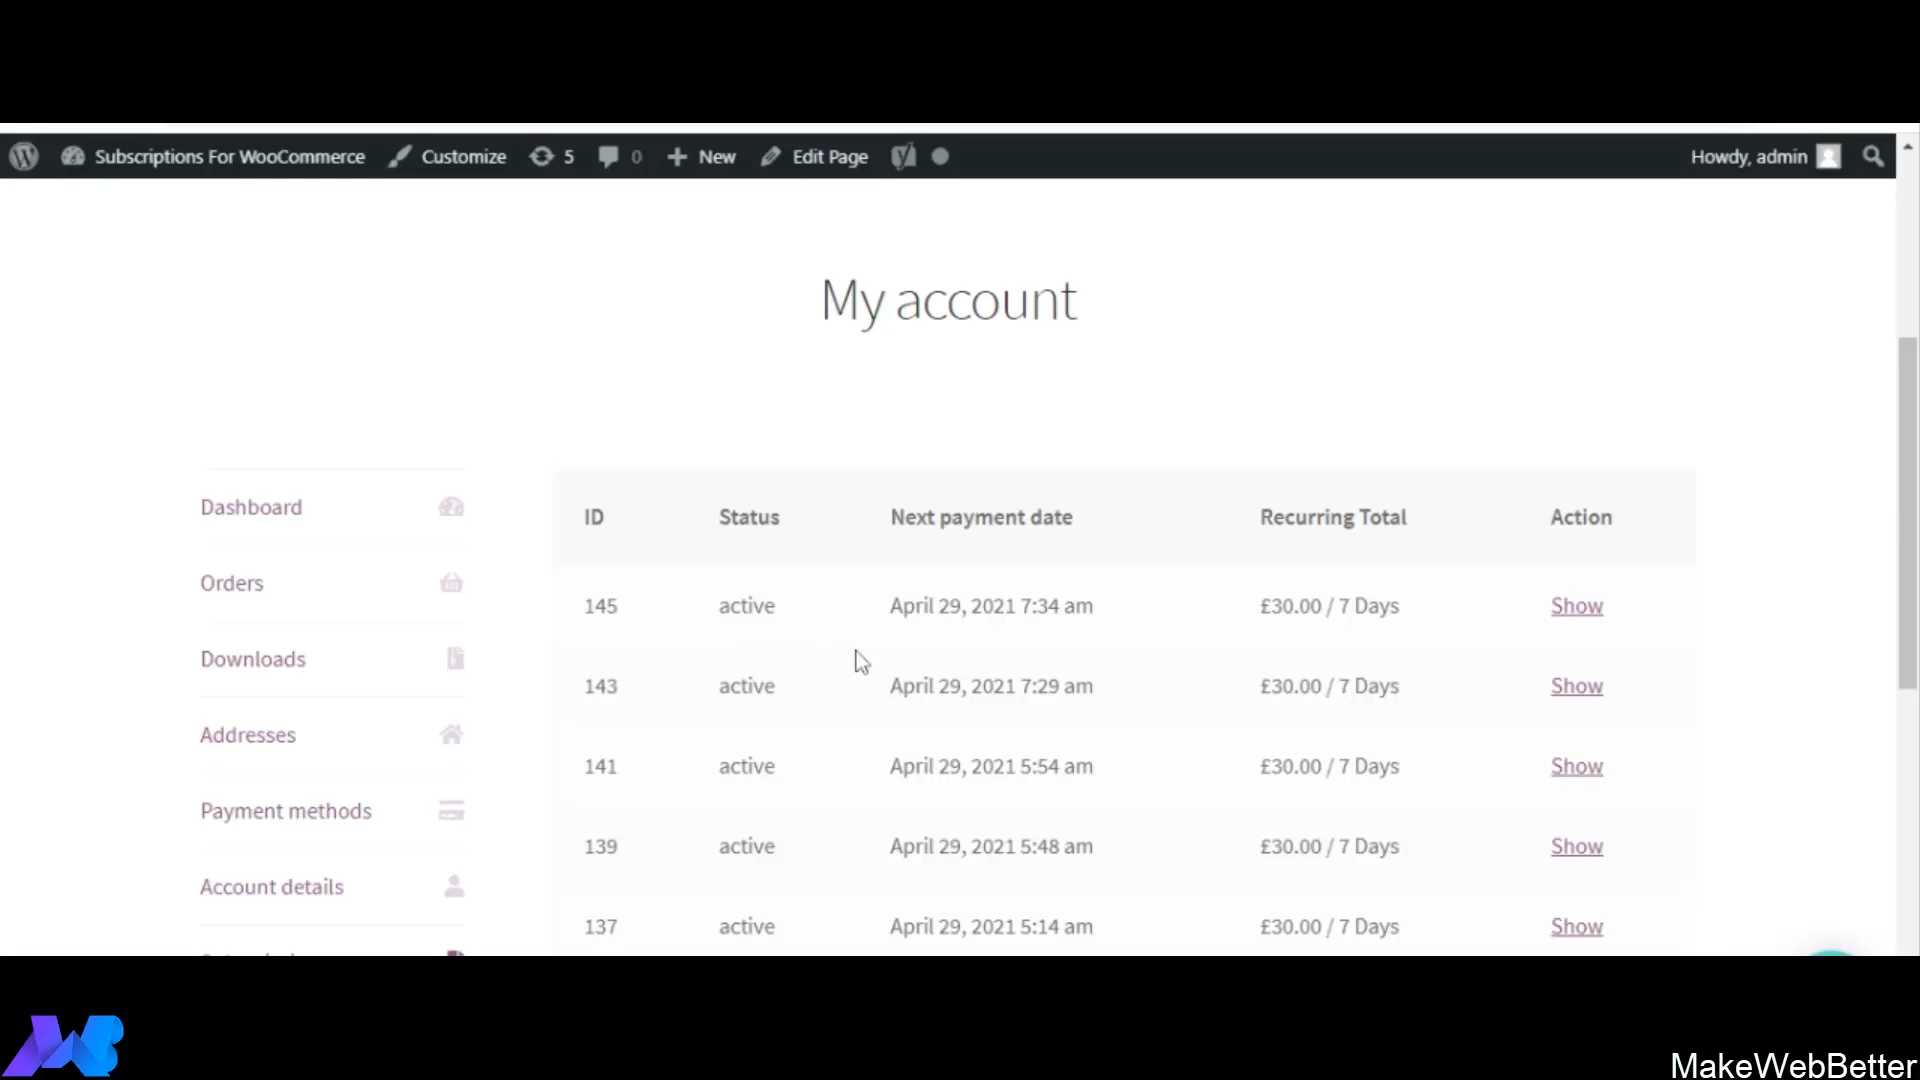 Subscriptions For WooCommerce Customize 5 0 New Edit Page Howdy, admin
My account
Dashboard
Orders
Downloads
Addresses
Payment methods
Account details
ID Status Next payment date Recurring Total Action
145 active April 29, 2021 7:34 am £30.00 / 7 Days Show
143 active April 29, 2021 7:29 am £30.00 / 7 Days Show
141 active April 29, 2021 5:54 am £30.00 / 7 Days Show
139 active April 29, 2021 5:48 am £30.00 / 7 Days Show
137 active April 29, 2021 5:14 am £30.00 / 7 Days Show
MakeWebBetter